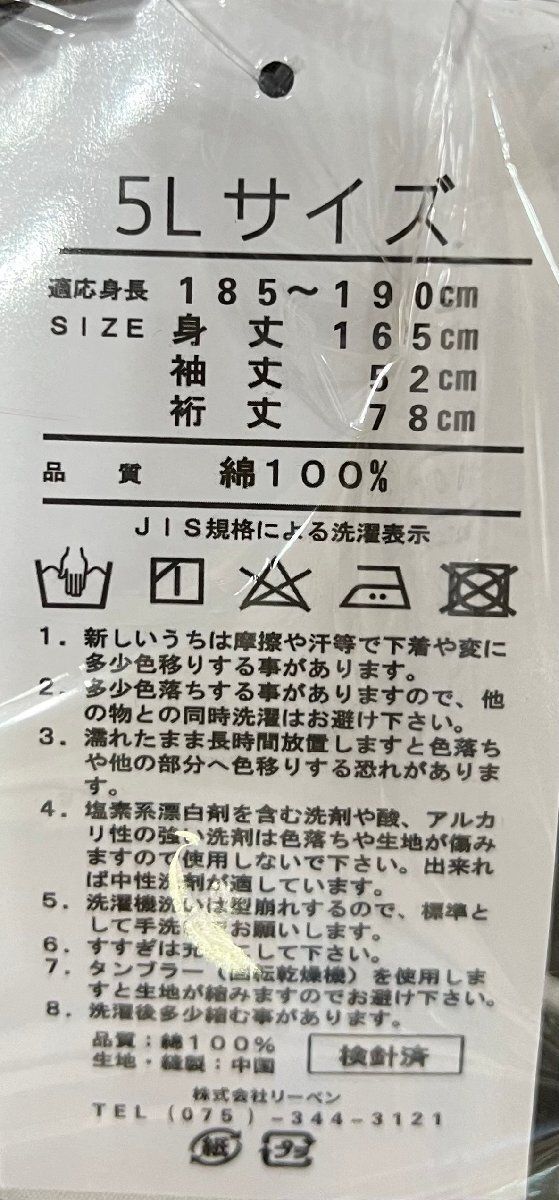 5Lサイズ
適応身長 185～190cm
SIZE 身丈 165cm
袖丈 52cm
裄丈 78cm
品質 綿100%
JIS規格による洗濯表示
1. 新しいうちは摩擦や汗等で下着や変に
多少色移りする事があります。
2. 多少色落ちする事がありますので、他
の物との同時洗濯はお避け下さい。
3. 濡れたまま長時間放置しますと色落ち
や他の部分へ色移りする恐れがありま
す。
4. 塩素系漂白剤を含む洗剤や酸、アルカ
リ性の強い洗剤は色落ちや生地が傷み
ますので使用しないで下さい。出来れ
ば中性洗剤が適しています。
5. 洗濯機洗いは型崩れするので、標準と
して手洗 お願いします。
6. すすぎは充 して下さい。
7. タンブラー(回転乾燥機)を使用しま
すと生地が縮みますのでお避け下さい。
8. 洗濯後多少縮む事があります。
品質:綿100%
生地・縫製:中国
検針済
株式会社リーベン
TEL(075)-344-3121
紙 プラ